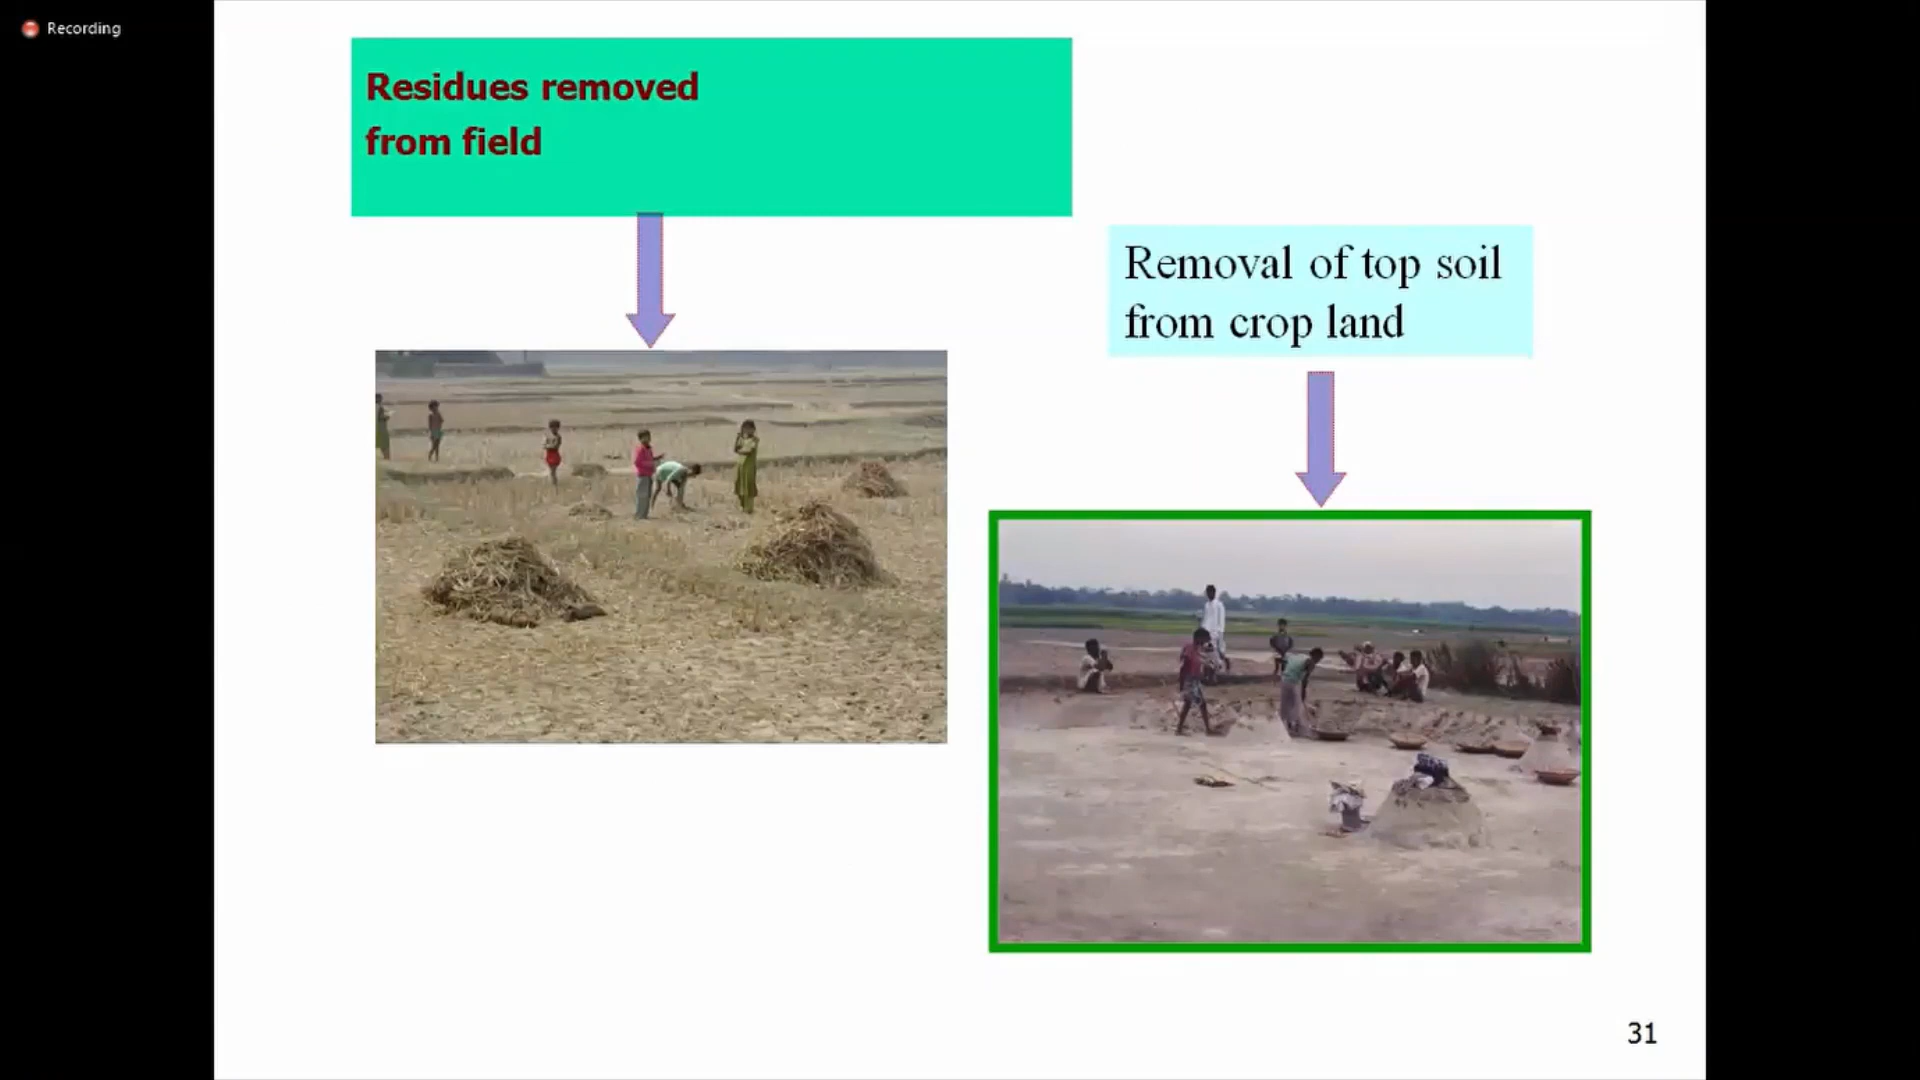 Recording
Residues removed
from field
Removal of top soil
from crop land
31